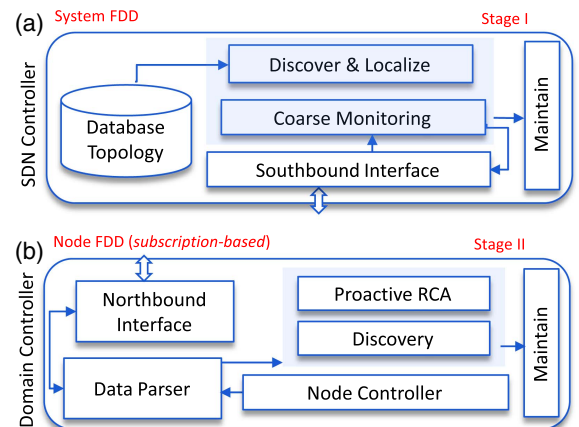 (a)
System FDD
Stage I
SDN Controller
Discover & Localize
Database
Topology
Coarse Monitoring
Southbound Interface
Maintain
(b)
Node FDD (subscription-based)
Stage II
Domain Controller
Northbound
Interface
Proactive RCA
Discovery
Data Parser
Node Controller
Maintain